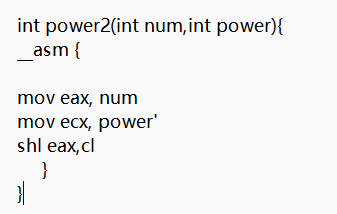 int power2(int num,int power){
__asm {
mov eax, num
mov ecx, power'
shl eax,cl
}
}